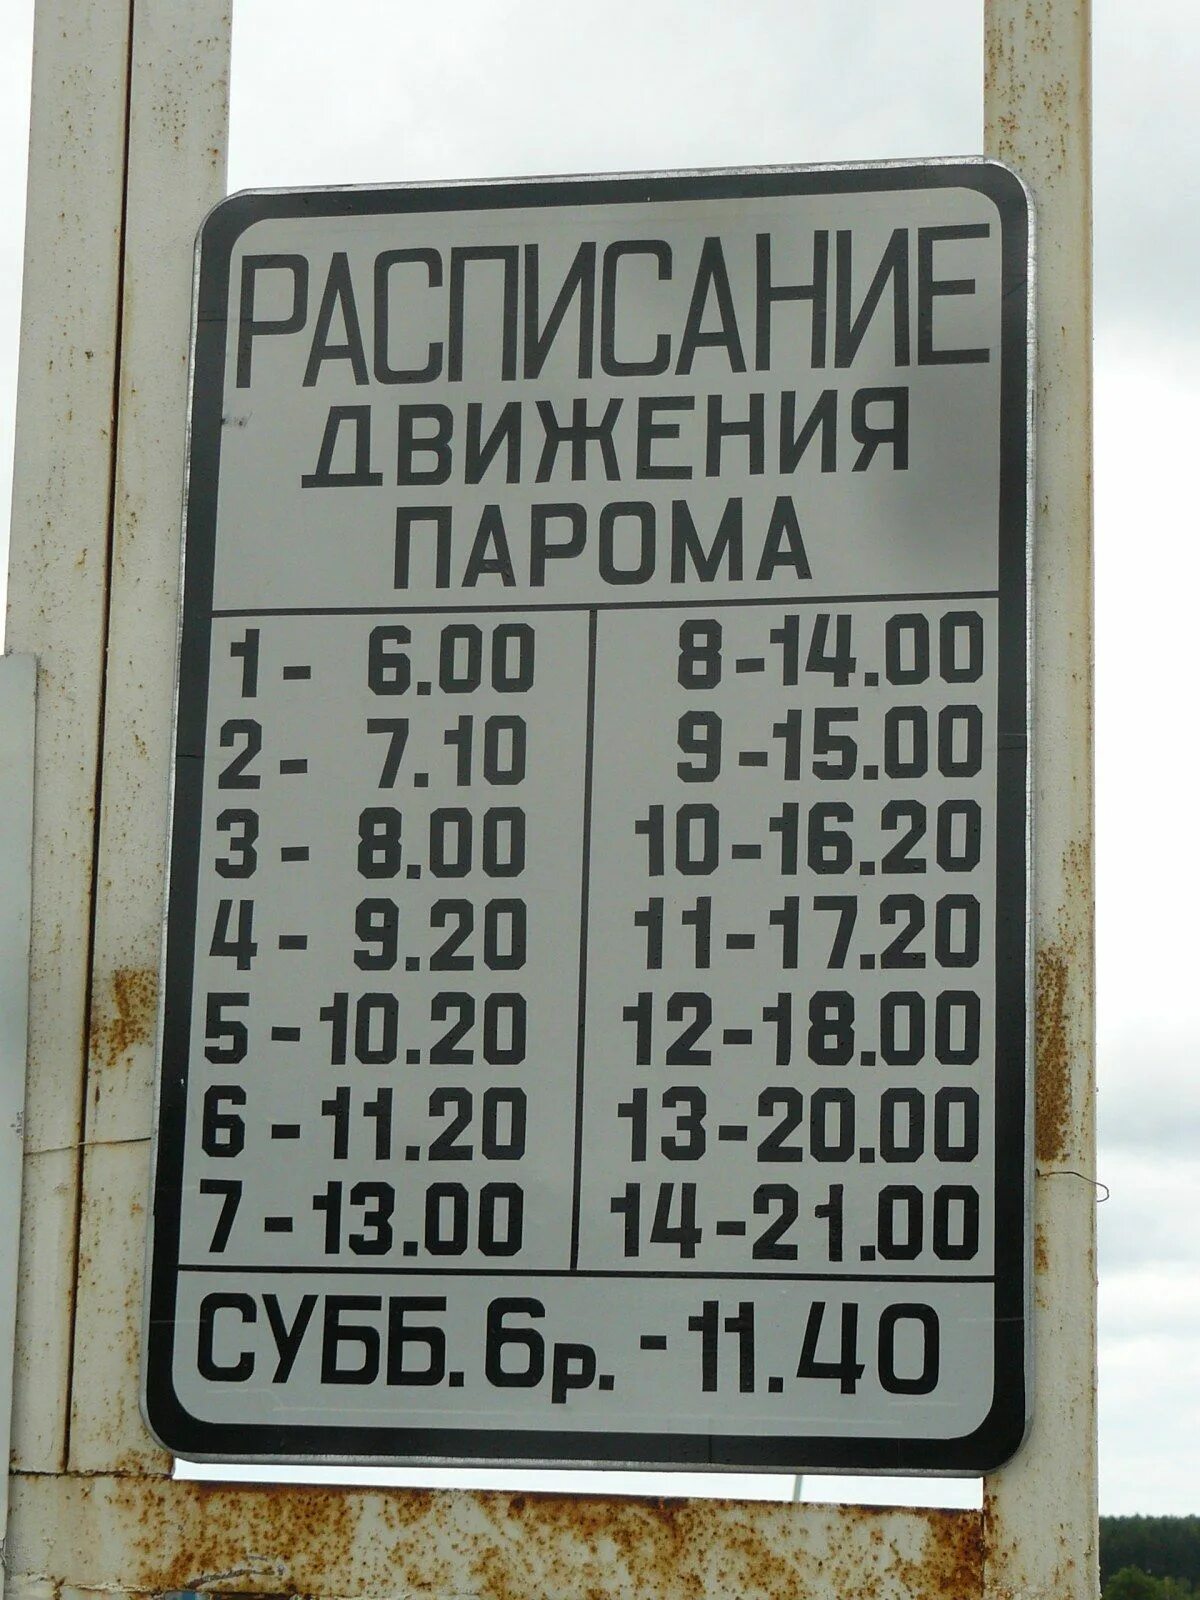 РАСПИСАНИЕ
ДВИЖЕНИЯ
ПАРОМА
1 - 6.00
2 - 7.10
3 - 8.00
4 - 9.20
5 - 10.20
6 - 11.20
7 - 13.00
8 - 14.00
9 - 15.00
10 - 16.20
11 - 17.20
12 - 18.00
13 - 20.00
14 - 21.00
СУББ. 6р. - 11.40